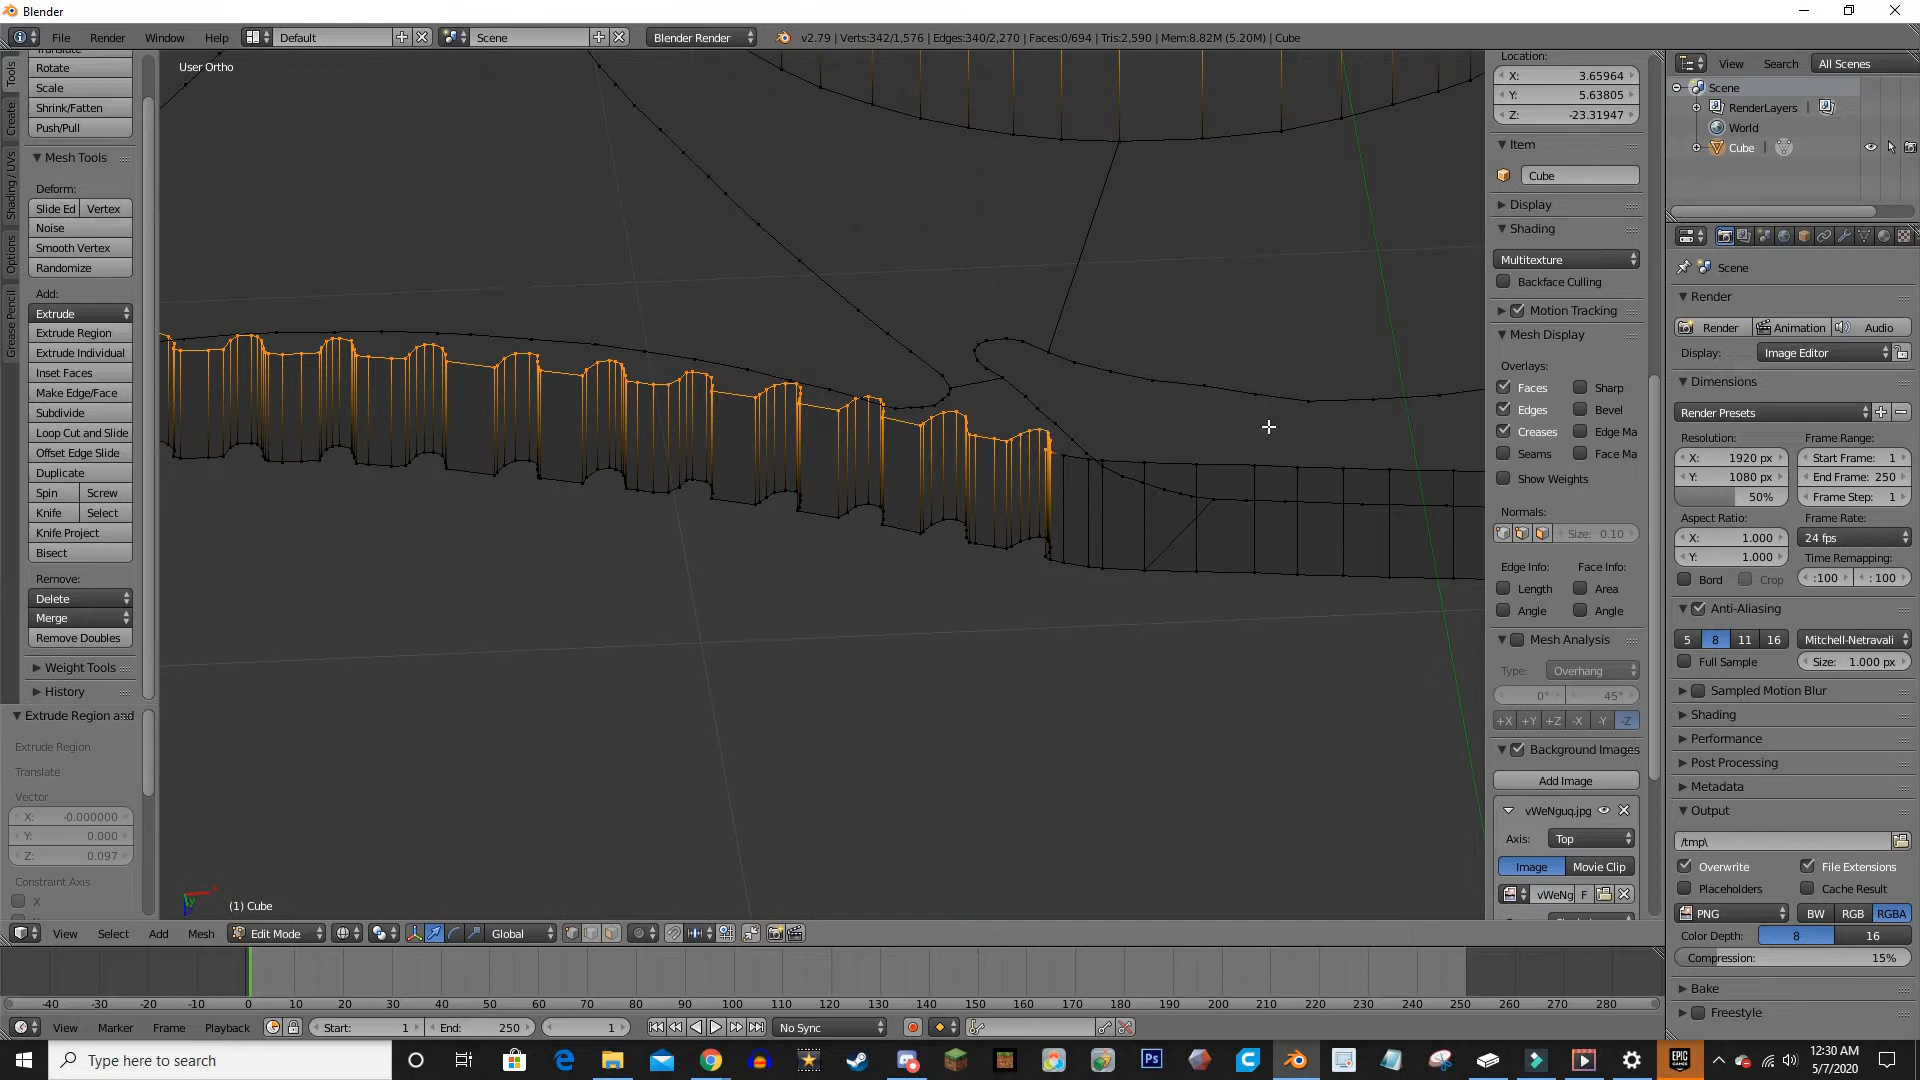 Blender
File Render Window Help Default Scene Blender Render v2.79 | Verts:342/1,576 | Edges:340/2,270 | Faces:0/694 | Tris:2,590 | Mem:8.82M (5.20M) | Cube
Tools
Create
Shading / UVs
Options
Grease Pencil
Translate
Rotate
Scale
Shrink/Fatten
Push/Pull
Mesh Tools
Deform:
Slide Ed Vertex
Noise
Smooth Vertex
Randomize
Add:
Extrude
Extrude Region
Extrude Individual
Inset Faces
Make Edge/Face
Subdivide
Loop Cut and Slide
Offset Edge Slide
Duplicate
Spin Screw
Knife Select
Knife Project
Bisect
Remove:
Delete
Merge
Remove Doubles
Weight Tools
History
Extrude Region and
Extrude Region
Translate
Vector
X: -0.000000
Y: 0.000
Z: 0.097
Constraint Axis
X
User Ortho
(1) Cube
Location:
X: 3.65964
Y: 5.63805
Z: -23.31947
Item
Cube
Display
Shading
Multitexture
Backface Culling
Motion Tracking
Mesh Display
Overlays:
Faces Sharp
Edges Bevel
Creases Edge Ma
Seams Face Ma
Show Weights
Normals:
Size: 0.10
Edge Info: Face Info:
Length Area
Angle Angle
Mesh Analysis
Type: Overhang
0° 45°
+X +Y +Z -X -Y -Z
Background Images
Add Image
vWeNguq.jpg
Axis: Top
Image Movie Clip
vWeNg F
View Search All Scenes
Scene
RenderLayers
World
Cube
Scene
Render
Render Animation Audio
Display: Image Editor
Dimensions
Render Presets
Resolution: Frame Range:
X: 1920 px Start Frame: 1
Y: 1080 px End Frame: 250
50% Frame Step: 1
Aspect Ratio: Frame Rate:
X: 1.000 24 fps
Y: 1.000 Time Remapping:
Bord Crop :100 : 100
Anti-Aliasing
5 8 11 16 Mitchell-Netravali
Full Sample Size: 1.000 px
Sampled Motion Blur
Shading
Performance
Post Processing
Metadata
Output
/tmp\
Overwrite File Extensions
Placeholders Cache Result
PNG BW RGB RGBA
Color Depth: 8 16
Compression: 15%
Bake
Freestyle
View Select Add Mesh Edit Mode Global
-40 -30 -20 -10 0 10 20 30 40 50 60 70 80 90 100 110 120 130 140 150 160 170 180 190 200 210 220 230 240 250 260 270 280
View Marker Frame Playback Start: 1 End: 250 1 No Sync
Type here to search
Ps
EPIC GAMES
12:30 AM
5/7/2020